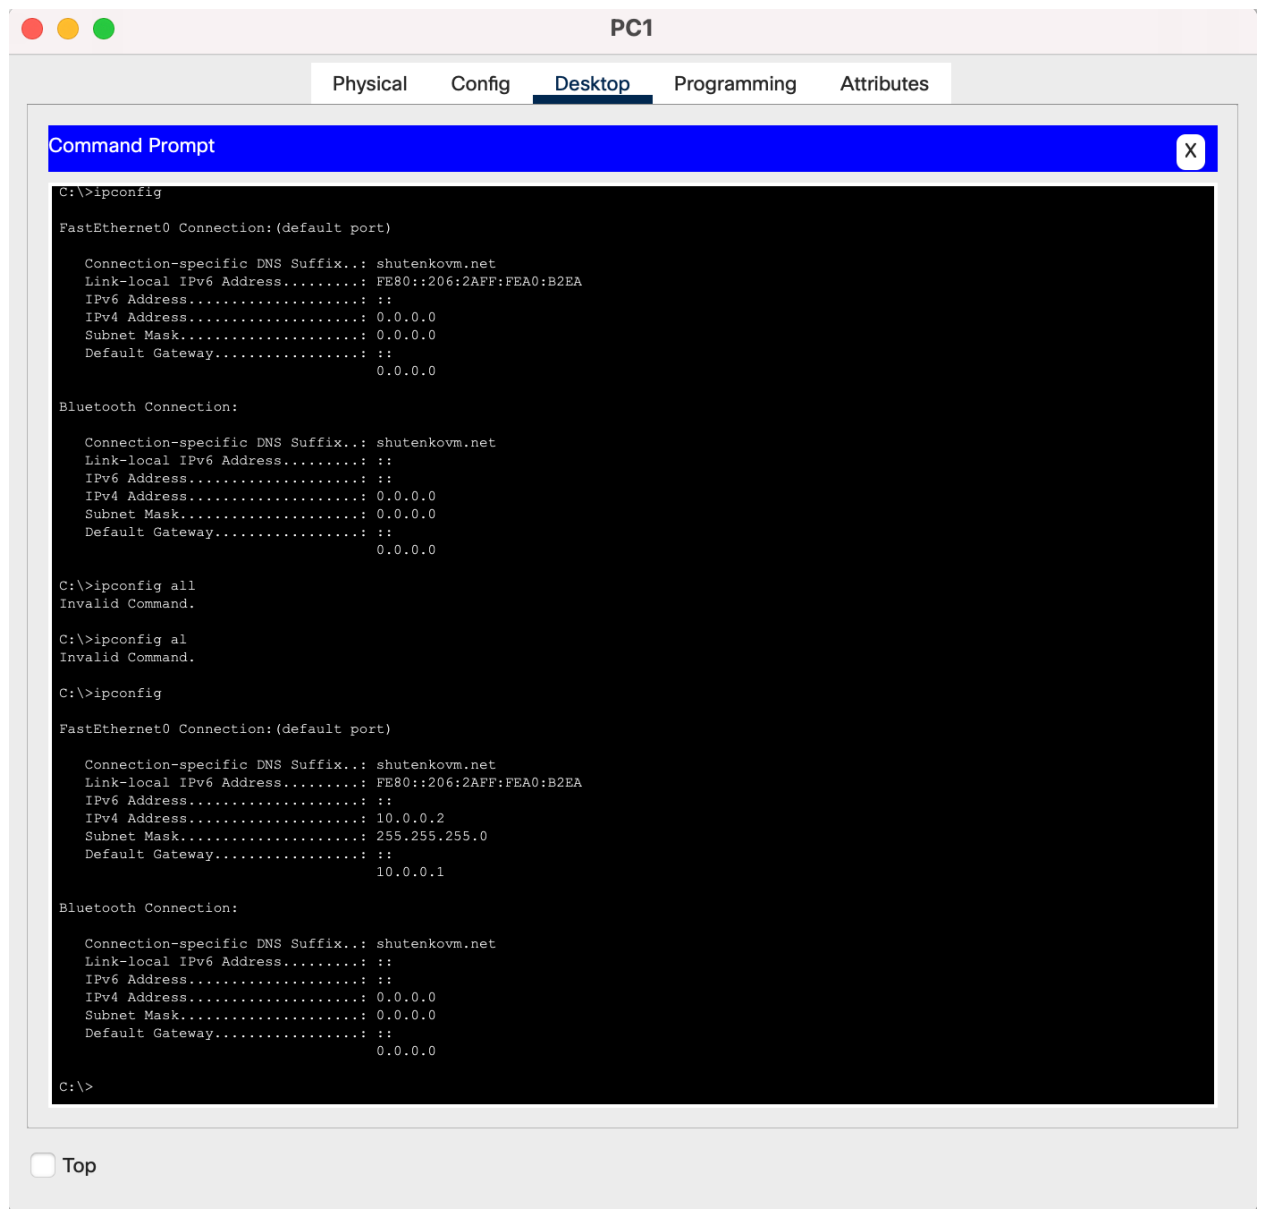 PC1
Physical Config Desktop Programming Attributes
Command Prompt
X
C:\>ipconfig
FastEthernet0 Connection:(default port)
Connection-specific DNS Suffix..: shutenkovm.net
Link-local IPv6 Address.........: FE80::206:2AFF:FEA0:B2EA
IPv6 Address....................: ::
IPv4 Address....................: 0.0.0.0
Subnet Mask.....................: 0.0.0.0
Default Gateway.................: ::
0.0.0.0
Bluetooth Connection:
Connection-specific DNS Suffix..: shutenkovm.net
Link-local IPv6 Address.........: ::
IPv6 Address....................: ::
IPv4 Address....................: 0.0.0.0
Subnet Mask.....................: 0.0.0.0
Default Gateway.................: ::
0.0.0.0
C:\>ipconfig all
Invalid Command.
C:\>ipconfig al
Invalid Command.
C:\>ipconfig
FastEthernet0 Connection:(default port)
Connection-specific DNS Suffix..: shutenkovm.net
Link-local IPv6 Address.........: FE80::206:2AFF:FEA0:B2EA
IPv6 Address....................: ::
IPv4 Address....................: 10.0.0.2
Subnet Mask.....................: 255.255.255.0
Default Gateway.................: ::
10.0.0.1
Bluetooth Connection:
Connection-specific DNS Suffix..: shutenkovm.net
Link-local IPv6 Address.........: ::
IPv6 Address....................: ::
IPv4 Address....................: 0.0.0.0
Subnet Mask.....................: 0.0.0.0
Default Gateway.................: ::
0.0.0.0
C:\>
Top